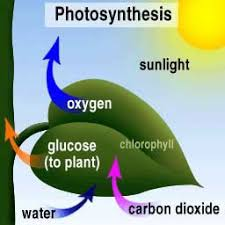 Photosynthesis
sunlight
oxygen
glucose
(to plant)
chlorophyll
water
carbon dioxide